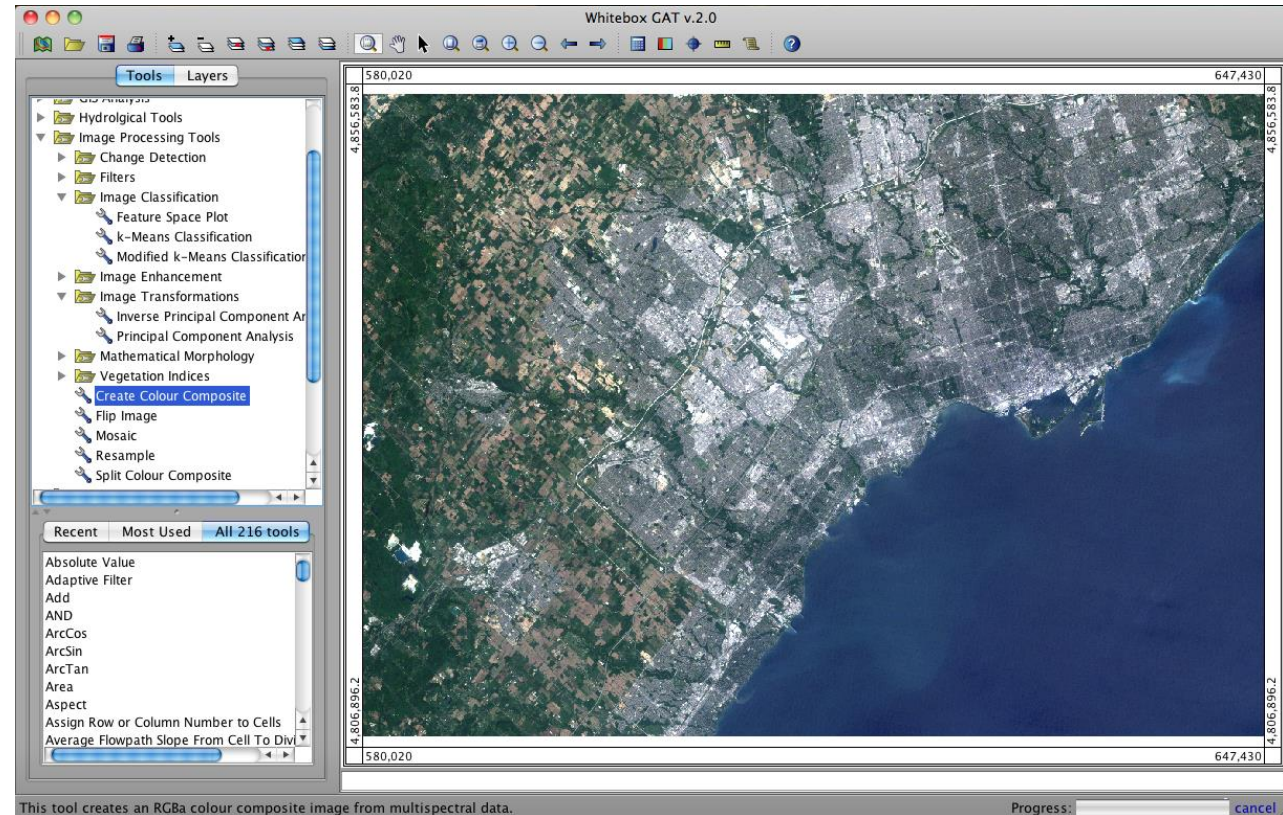 Whitebox GAT v.2.0
Tools Layers
GIS Analysis
Hydrolgical Tools
Image Processing Tools
Change Detection
Filters
Image Classification
Feature Space Plot
k-Means Classification
Modified k-Means Classification
Image Enhancement
Image Transformations
Inverse Principal Component Ar
Principal Component Analysis
Mathematical Morphology
Vegetation Indices
Create Colour Composite
Flip Image
Mosaic
Resample
Split Colour Composite
Recent Most Used All 216 tools
Absolute Value
Adaptive Filter
Add
AND
ArcCos
ArcSin
ArcTan
Area
Aspect
Assign Row or Column Number to Cells
Average Flowpath Slope From Cell To Divi
580,020 647,430
4,856,583.8 4,856,583.8
4,806,896.2 4,806,896.2
580,020 647,430
This tool creates an RGBa colour composite image from multispectral data. Progress: cancel